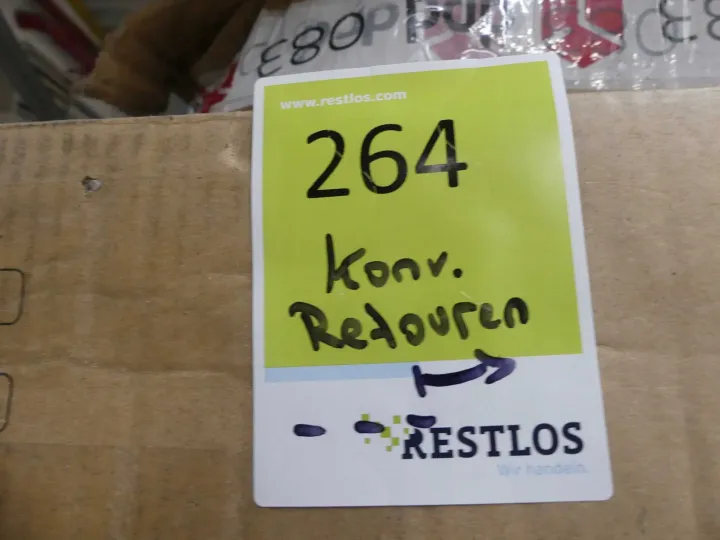 www.restlos.com
264
Konv.
Retouren
RESTLOS
Wir handeln.